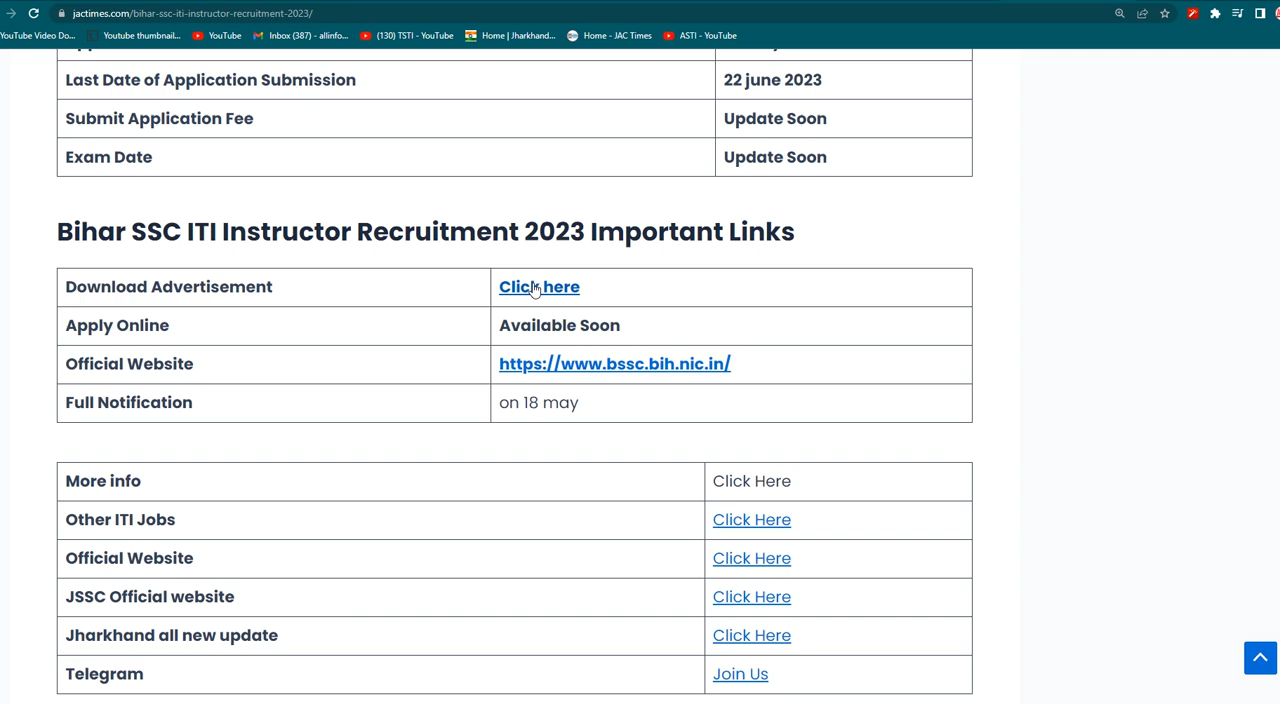 jactimes.com/bihar-ssc-iti-instructor-recruitment-2023/
YouTube Video Do... Youtube thumbnail... YouTube Inbox (387) - allinfo... (130) TSTI - YouTube Home | Jharkhand... Home - JAC Times ASTI - YouTube
Last Date of Application Submission 22 june 2023
Submit Application Fee Update Soon
Exam Date Update Soon
Bihar SSC ITI Instructor Recruitment 2023 Important Links
Download Advertisement Click here
Apply Online Available Soon
Official Website https://www.bssc.bih.nic.in/
Full Notification on 18 may
More info Click Here
Other ITI Jobs Click Here
Official Website Click Here
JSSC Official website Click Here
Jharkhand all new update Click Here
Telegram Join Us